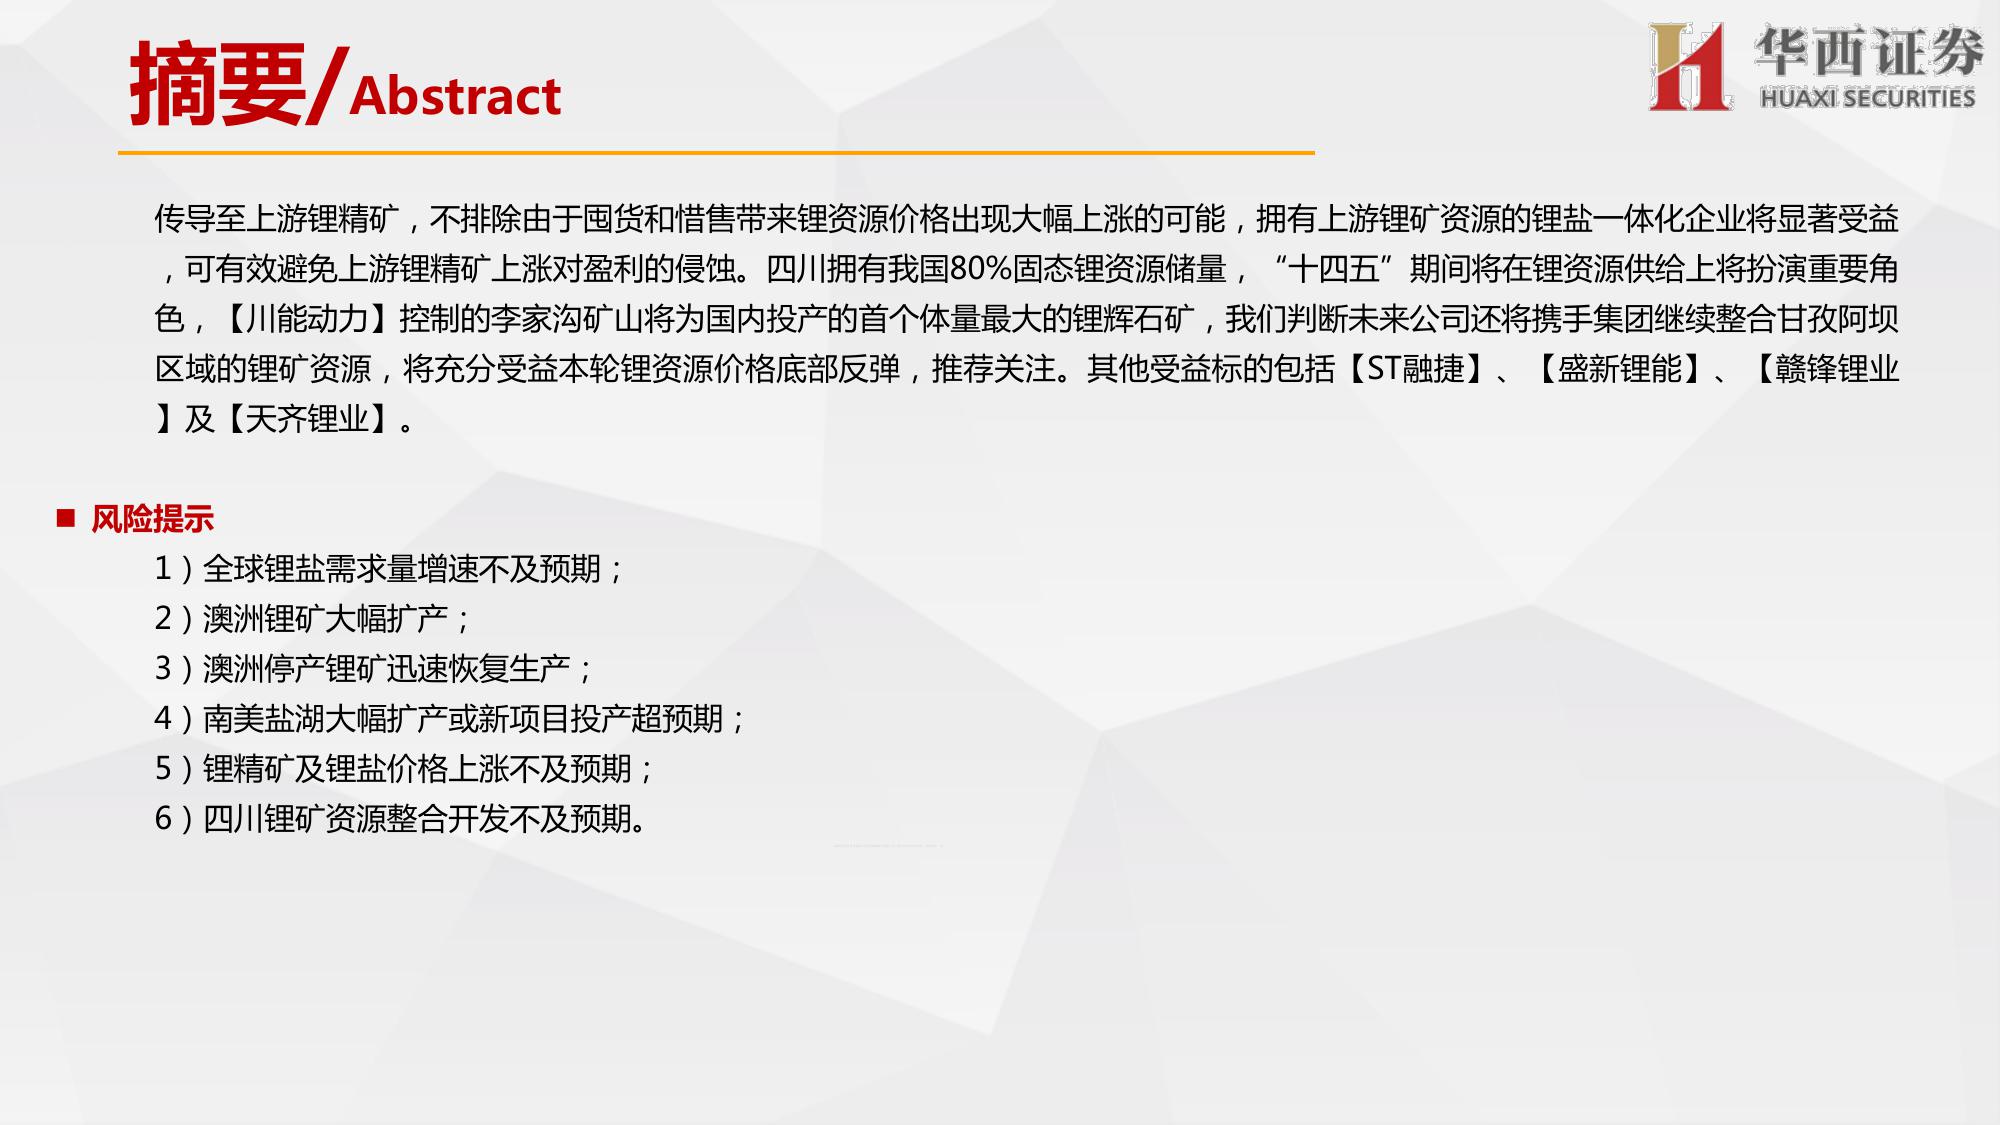 摘要/Abstract
华西证券
HUAXI SECURITIES
传导至上游锂精矿，不排除由于囤货和惜售带来锂资源价格出现大幅上涨的可能，拥有上游锂矿资源的锂盐一体化企业将显著受益
，可有效避免上游锂精矿上涨对盈利的侵蚀。四川拥有我国80%固态锂资源储量，“十四五”期间将在锂资源供给上将扮演重要角
色，【川能动力】控制的李家沟矿山将为国内投产的首个体量最大的锂辉石矿，我们判断未来公司还将携手集团继续整合甘孜阿坝
区域的锂矿资源，将充分受益本轮锂资源价格底部反弹，推荐关注。其他受益标的包括【ST融捷】、【盛新锂能】、【赣锋锂业
】及【天齐锂业】。
■ 风险提示
1）全球锂盐需求量增速不及预期；
2）澳洲锂矿大幅扩产；
3）澳洲停产锂矿迅速恢复生产；
4）南美盐湖大幅扩产或新项目投产超预期；
5）锂精矿及锂盐价格上涨不及预期；
6）四川锂矿资源整合开发不及预期。